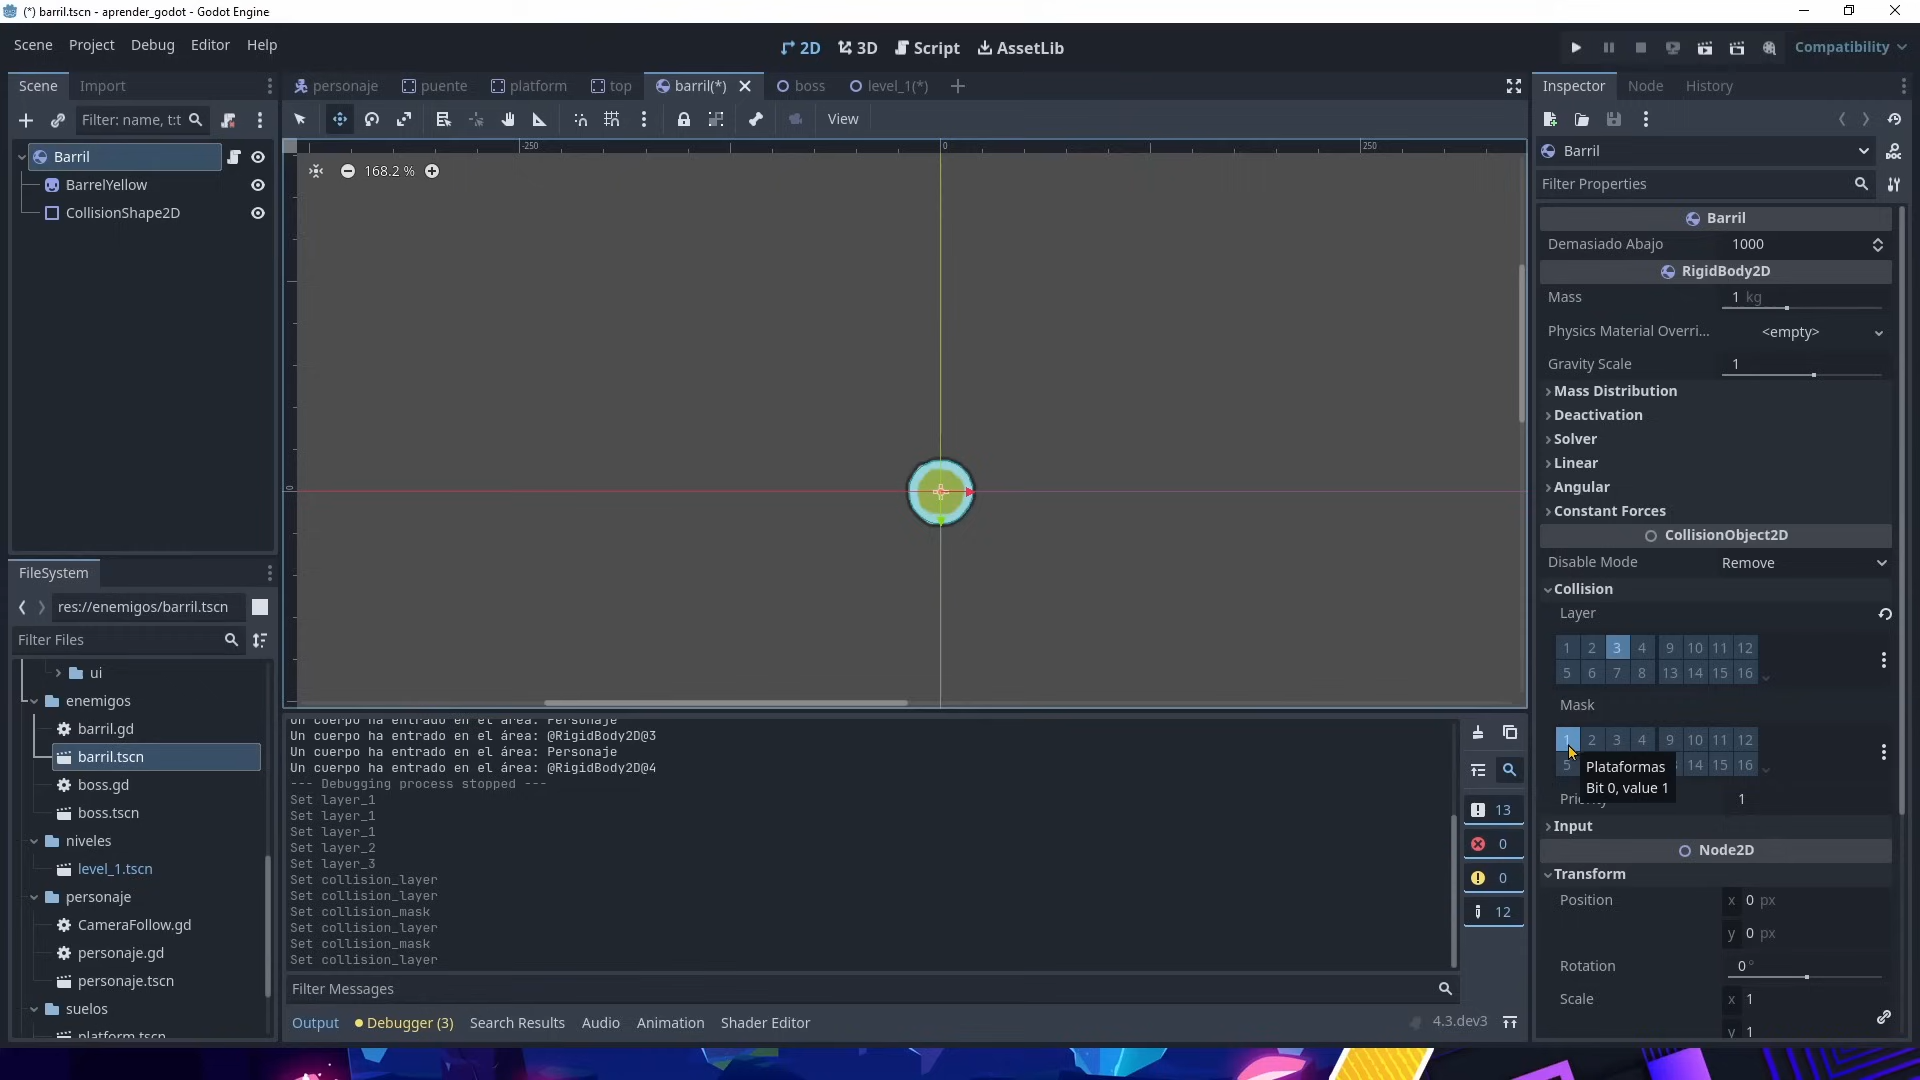 (*) barril.tscn - aprender_godot - Godot Engine
Scene Project Debug Editor Help
2D 3D Script AssetLib
Compatibility
Scene Import
Filter: name, t:t
Barril
BarrelYellow
CollisionShape2D
FileSystem
res://enemigos/barril.tscn
Filter Files
ui
enemigos
barril.gd
barril.tscn
boss.gd
boss.tscn
niveles
level_1.tscn
personaje
CameraFollow.gd
personaje.gd
personaje.tscn
suelos
platform.tscn
personaje puente platform top barril(*) boss level_1(*)
View
-250 0 250
168.2 %
0
Un cuerpo ha entrado en el área: Personaje
Un cuerpo ha entrado en el área: @RigidBody2D@3
Un cuerpo ha entrado en el área: Personaje
Un cuerpo ha entrado en el área: @RigidBody2D@4
--- Debugging process stopped ---
Set layer_1
Set layer_1
Set layer_1
Set layer_2
Set layer_3
Set collision_layer
Set collision_layer
Set collision_mask
Set collision_layer
Set collision_mask
Set collision_layer
13
0
0
12
Filter Messages
Output Debugger (3) Search Results Audio Animation Shader Editor
4.3.dev3
Inspector Node History
Barril
Filter Properties
Barril
Demasiado Abajo 1000
RigidBody2D
Mass 1 kg
Physics Material Overri... <empty>
Gravity Scale 1
Mass Distribution
Deactivation
Solver
Linear
Angular
Constant Forces
CollisionObject2D
Disable Mode Remove
Collision
Layer
1 2 3 4 9 10 11 12
5 6 7 8 13 14 15 16
Mask
1 2 3 4 9 10 11 12
5 14 15 16
Plataformas
Bit 0, value 1
1
Input
Node2D
Transform
Position x 0 px
y 0 px
Rotation 0 °
Scale x 1
y 1